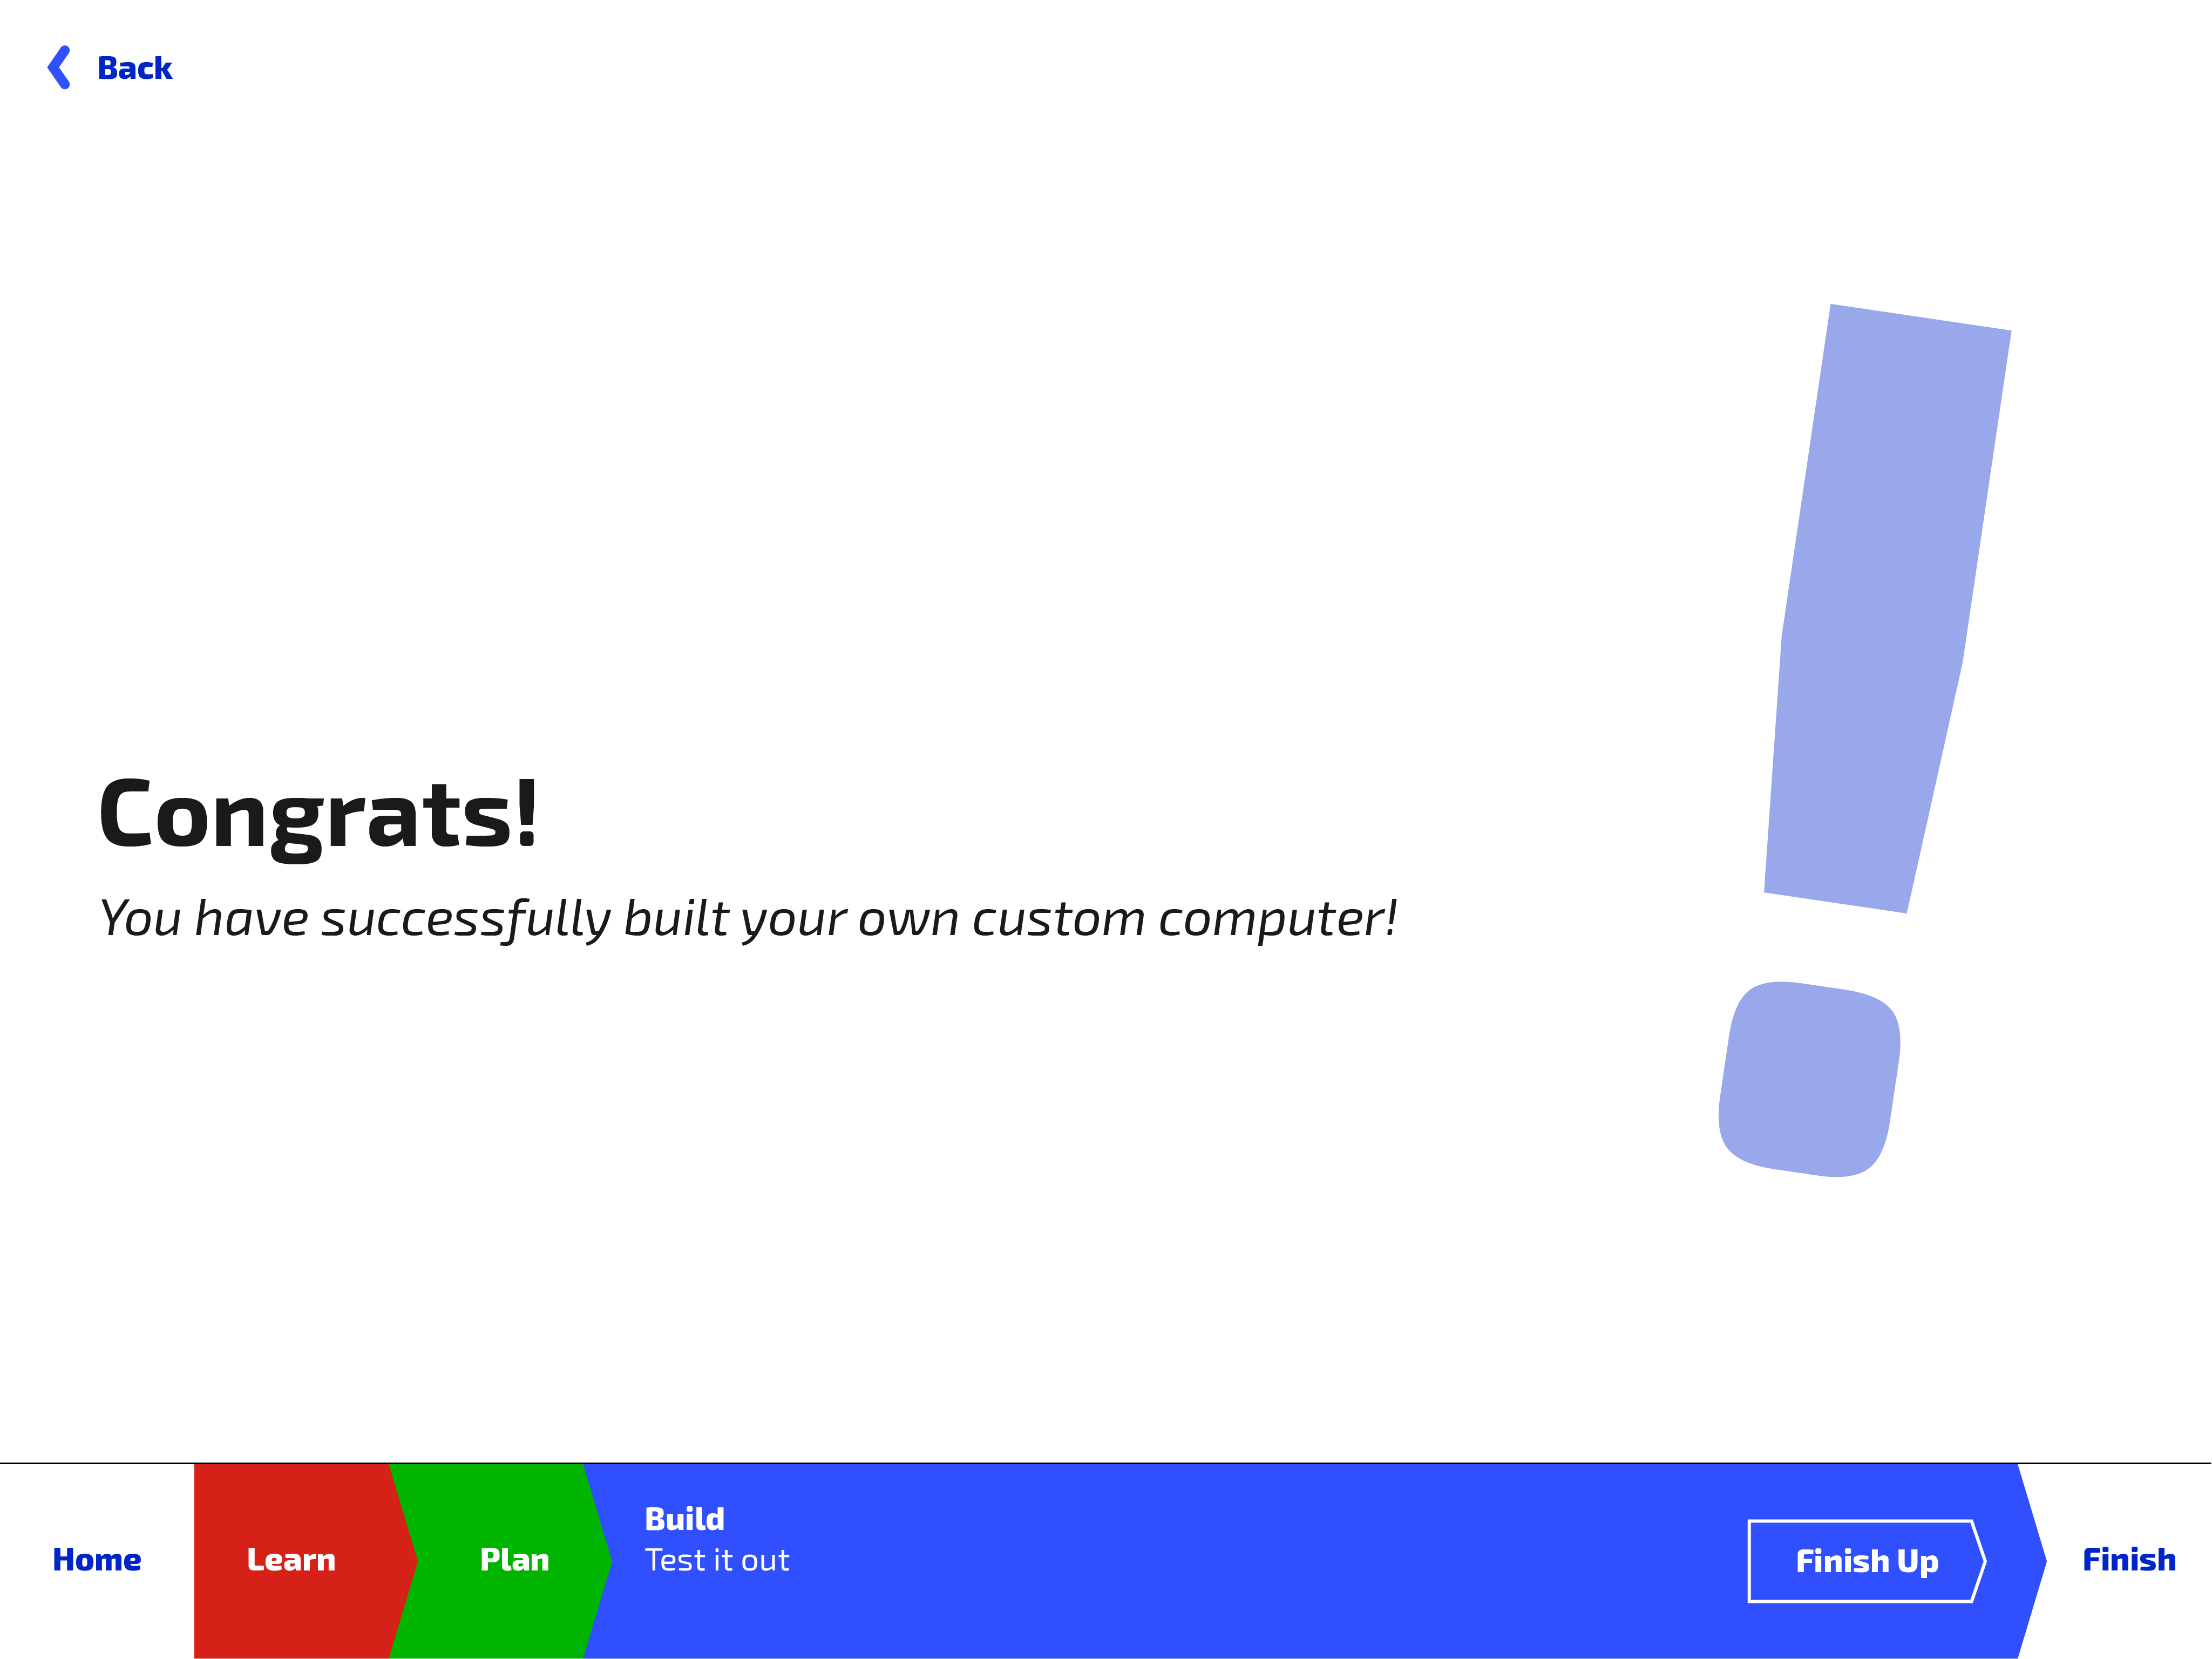 Back
Congrats!
You have successfully built your own custom computer!
!
Home
Learn
Plan
Build
Test it out
Finish Up
Finish